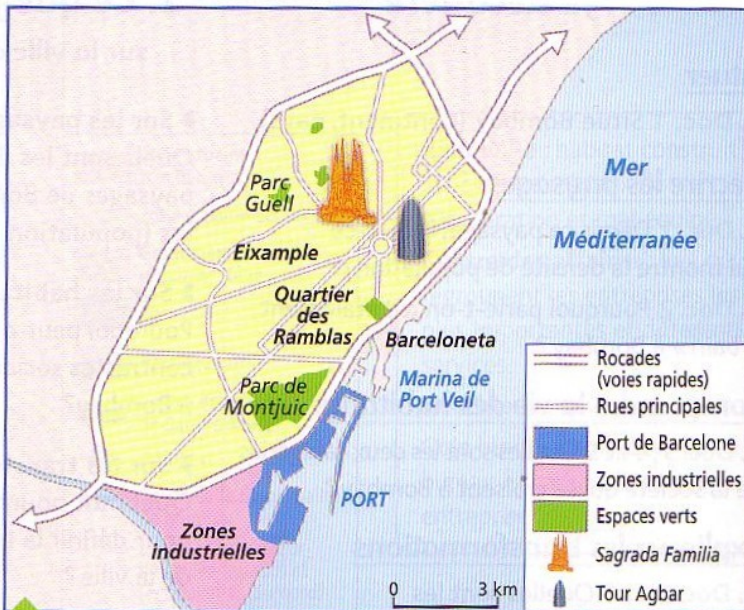 Mer
Méditerranée
Parc
Guell
Eixample
Quartier
des
Ramblas
Barceloneta
Marina de
Port Veil
Parc de
Montjuic
PORT
Zones
industrielles
0 3 km
Rocades
(voies rapides)
Rues principales
Port de Barcelone
Zones industrielles
Espaces verts
Sagrada Familia
Tour Agbar